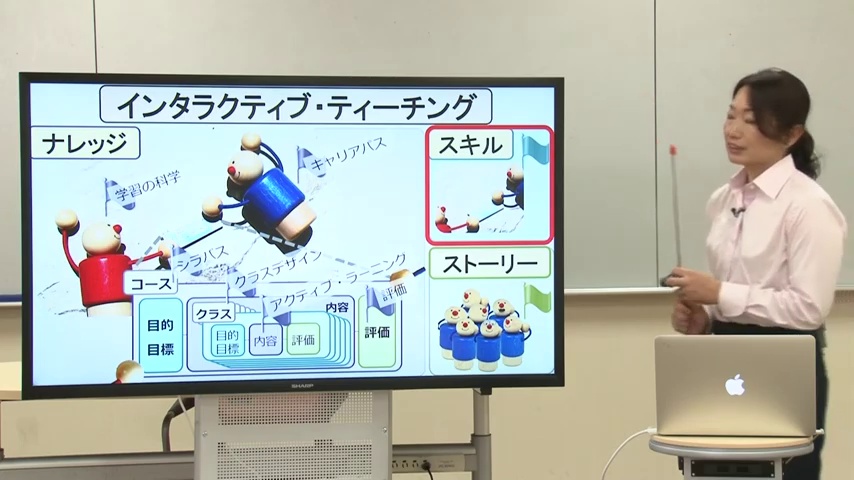 インタラクティブ・ティーチング
ナレッジ
スキル
学習の科学
キャリアパス
シラバス
クラスデザイン
アクティブ・ラーニング
評価
ストーリー
コース
目的
目標
クラス
内容
目的
目標
内容
評価
評価
SHARP